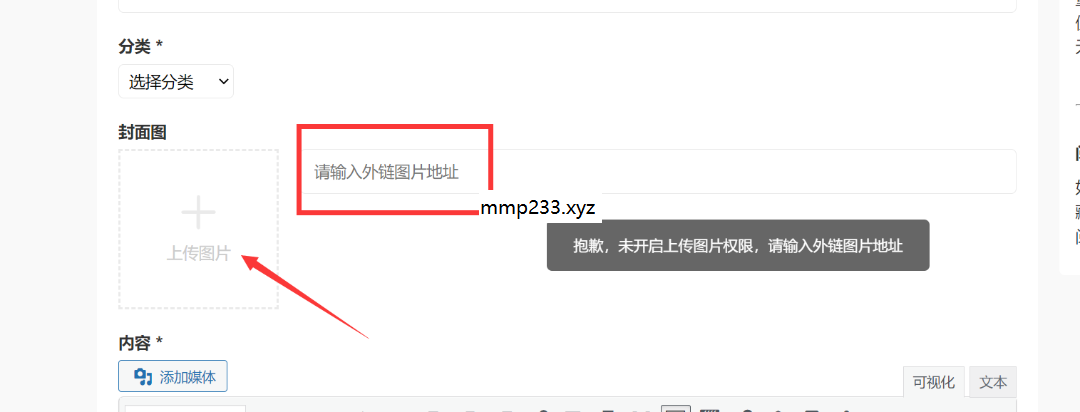 分类 *
选择分类
封面图
请输入外链图片地址
mmp233.xyz
上传图片
抱歉，未开启上传图片权限，请输入外链图片地址
内容 *
添加媒体
可视化
文本